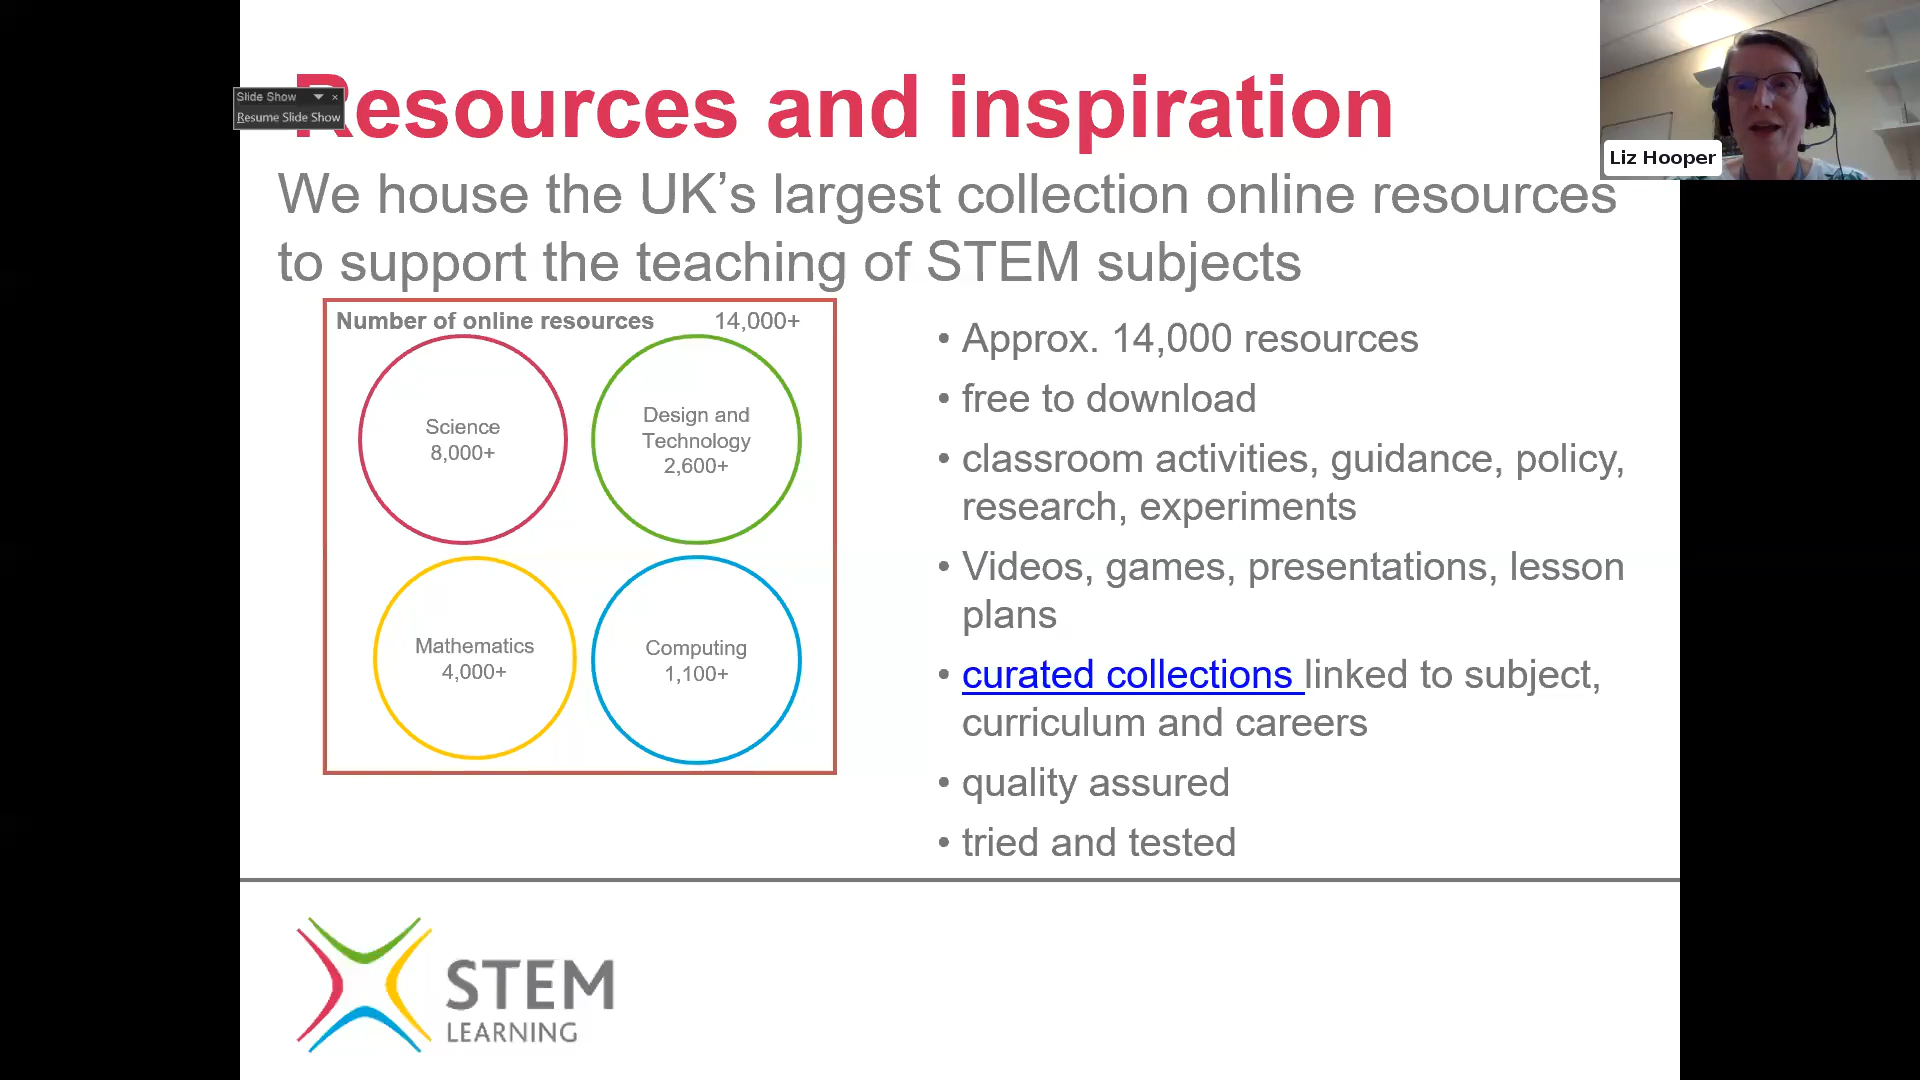 Resources and inspiration
Slide Show
Resume Slide Show
Liz Hooper
We house the UK’s largest collection online resources
to support the teaching of STEM subjects
Number of online resources 14,000+
Science
8,000+
Design and
Technology
2,600+
Mathematics
4,000+
Computing
1,100+
• Approx. 14,000 resources
• free to download
• classroom activities, guidance, policy,
research, experiments
• Videos, games, presentations, lesson
plans
• curated collections linked to subject,
curriculum and careers
• quality assured
• tried and tested
STEM
LEARNING